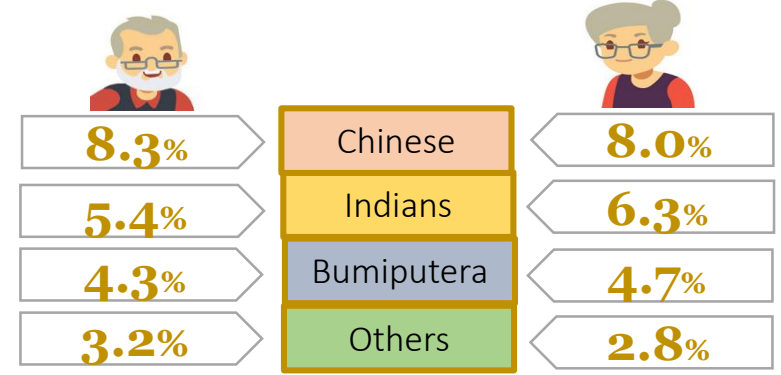 8.3% Chinese 8.0%
5.4% Indians 6.3%
4.3% Bumiputera 4.7%
3.2% Others 2.8%